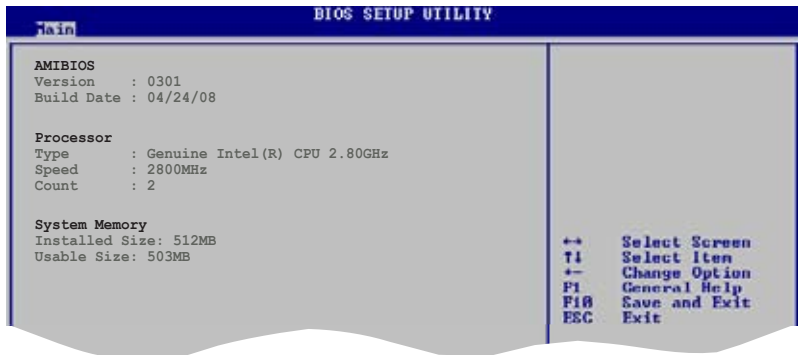 BIOS SETUP UTILITY
Main
AMIBIOS
Version : 0301
Build Date : 04/24/08
Processor
Type : Genuine Intel(R) CPU 2.80GHz
Speed : 2800MHz
Count : 2
System Memory
Installed Size: 512MB
Usable Size: 503MB
←→ Select Screen
↑↓ Select Item
+- Change Option
F1 General Help
F10 Save and Exit
ESC Exit